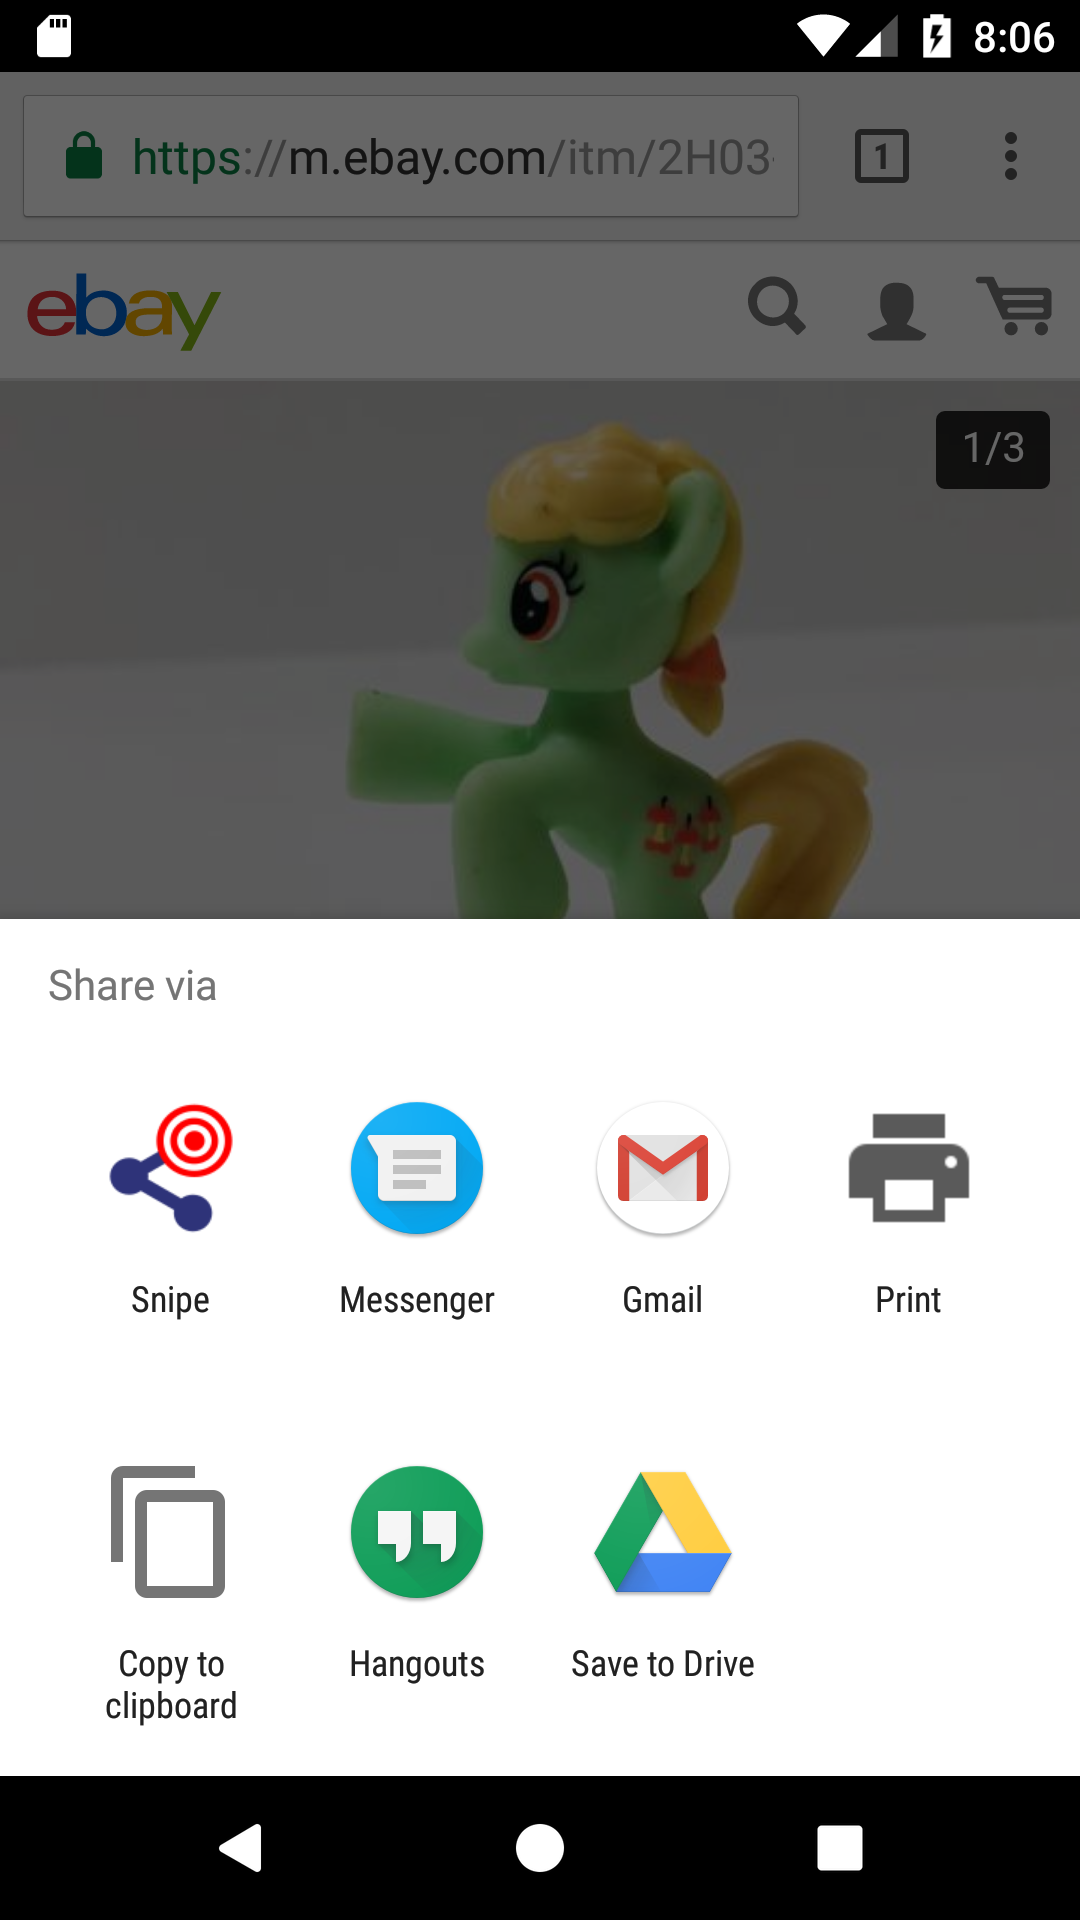 8:06
https://m.ebay.com/itm/2H03
1
ebay
1/3
Share via
Snipe
Messenger
Gmail
Print
Copy to
clipboard
Hangouts
Save to Drive